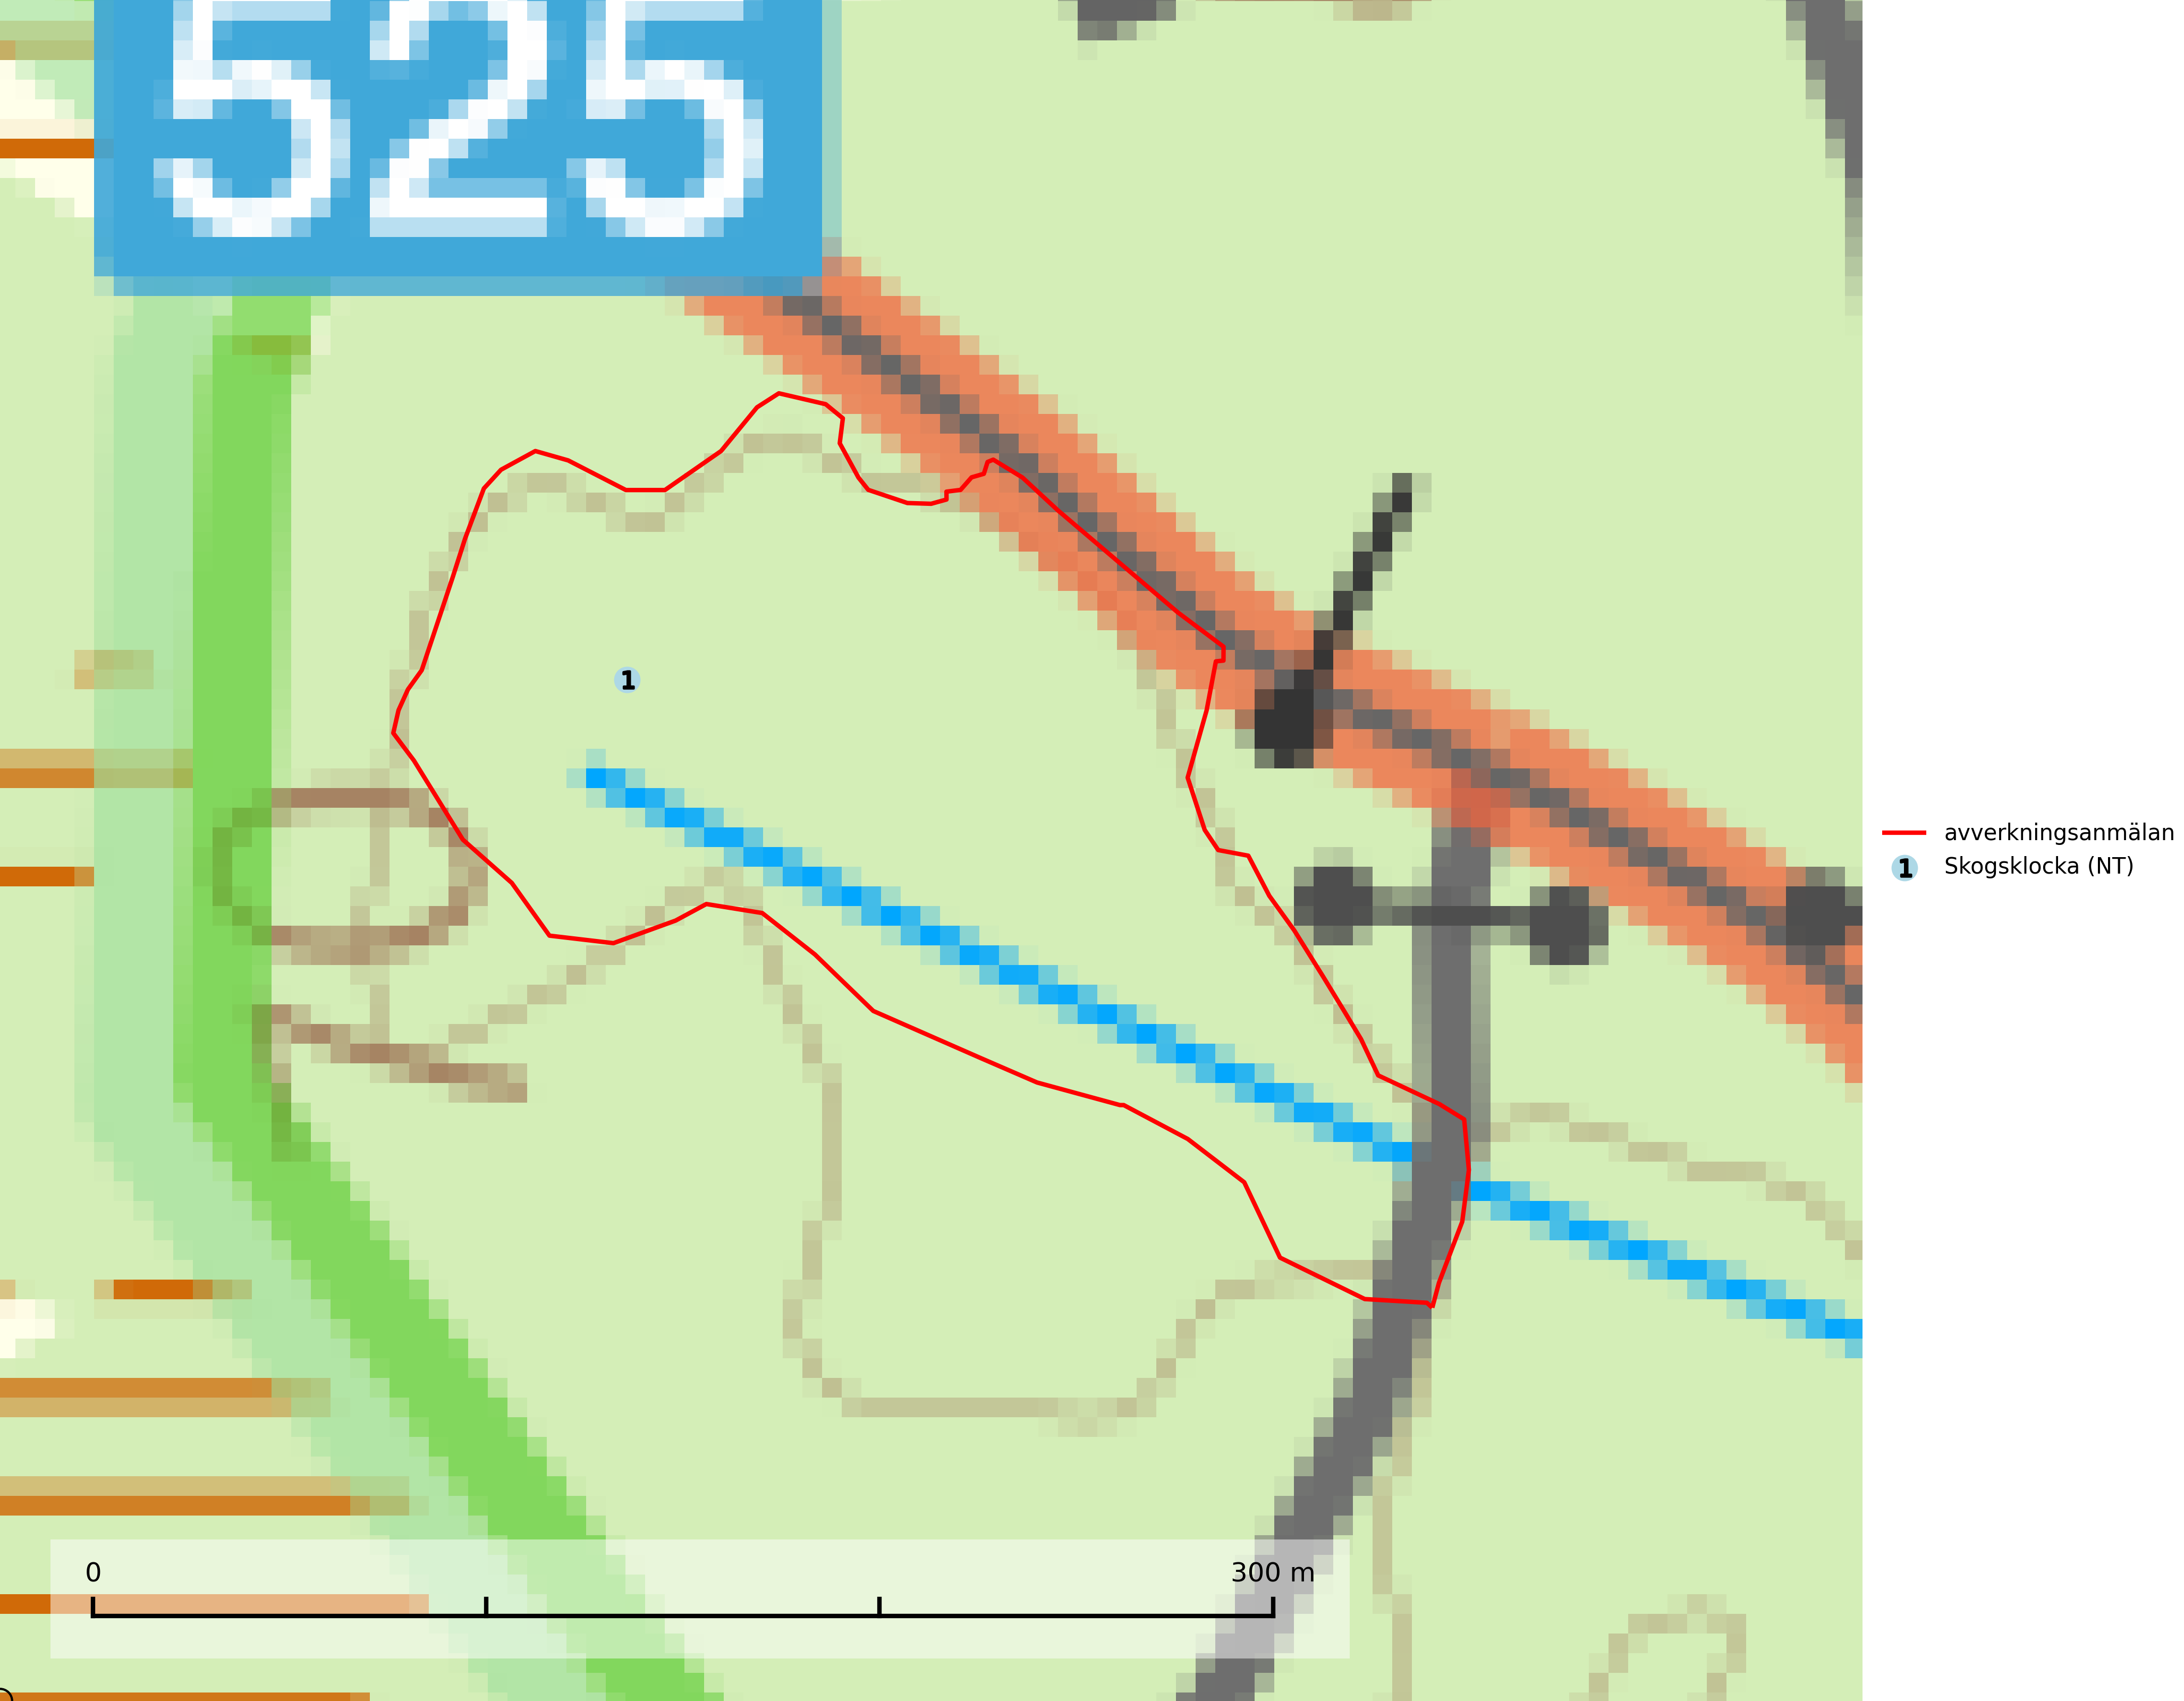 525
1
avverkningsanmälan
1 Skogsklocka (NT)
0 300 m